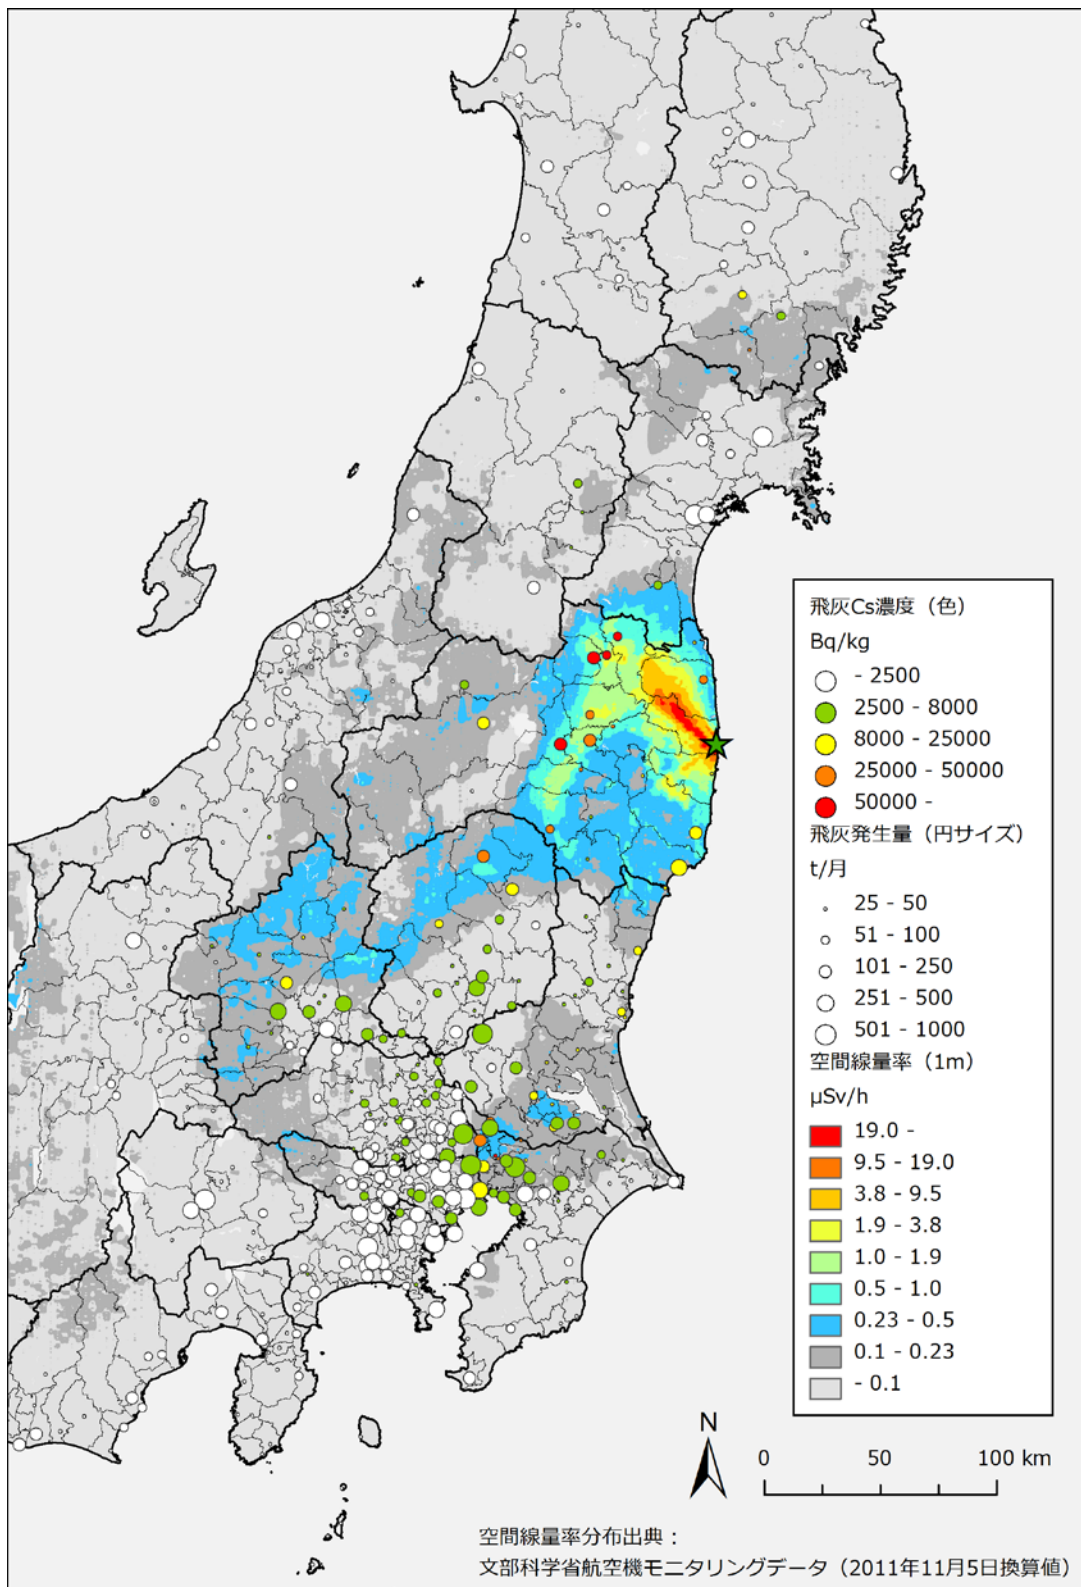 飛灰Cs濃度（色）
Bq/kg
- 2500
2500 - 8000
8000 - 25000
25000 - 50000
50000 -
飛灰発生量（円サイズ）
t/月
25 - 50
51 - 100
101 - 250
251 - 500
501 - 1000
空間線量率（1m）
μSv/h
19.0 -
9.5 - 19.0
3.8 - 9.5
1.9 - 3.8
1.0 - 1.9
0.5 - 1.0
0.23 - 0.5
0.1 - 0.23
- 0.1
N
0 50 100 km
空間線量率分布出典：
文部科学省航空機モニタリングデータ（2011年11月5日換算値）